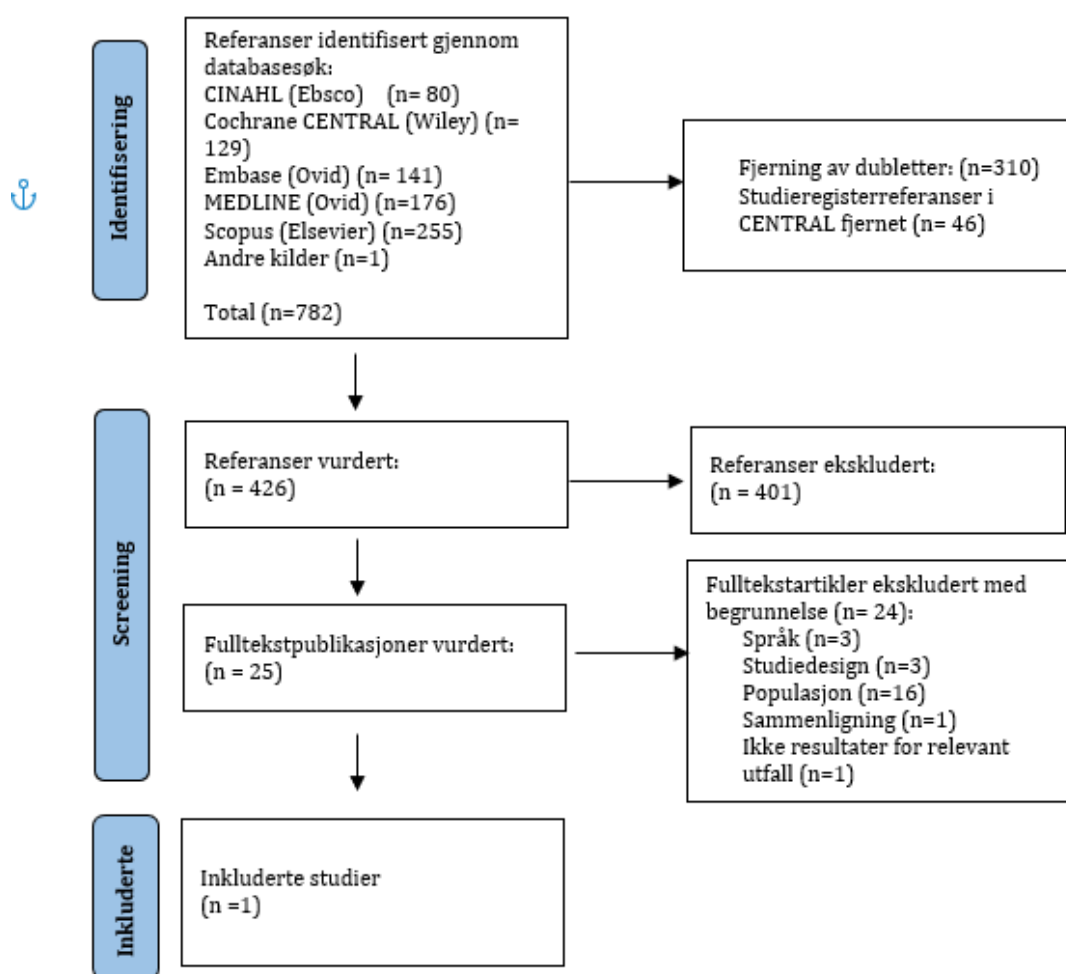 Identifisering
Referanser identifisert gjennom
databasesøk:
CINAHL (Ebsco) (n= 80)
Cochrane CENTRAL (Wiley) (n=
129)
Embase (Ovid) (n= 141)
MEDLINE (Ovid) (n=176)
Scopus (Elsevier) (n=255)
Andre kilder (n=1)
Total (n=782)
Fjerning av dubletter: (n=310)
Studieregisterreferanser i
CENTRAL fjernet (n= 46)
Screening
Referanser vurdert:
(n = 426)
Referanser ekskludert:
(n = 401)
Fulltekstpublikasjoner vurdert:
(n = 25)
Fulltekstartikler ekskludert med
begrunnelse (n= 24):
Språk (n=3)
Studiedesign (n=3)
Populasjon (n=16)
Sammenligning (n=1)
Ikke resultater for relevant
utfall (n=1)
Inkluderte
Inkluderte studier
(n =1)